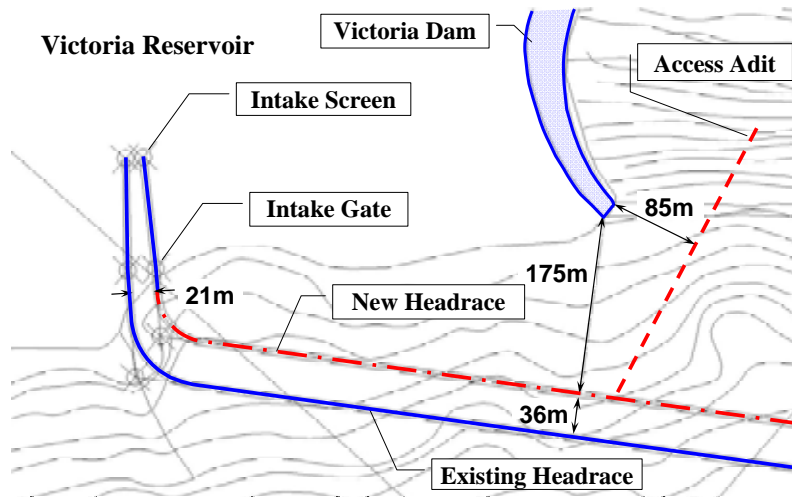 Victoria Dam
Victoria Reservoir
Access Adit
Intake Screen
Intake Gate
85m
175m
21m
New Headrace
36m
Existing Headrace